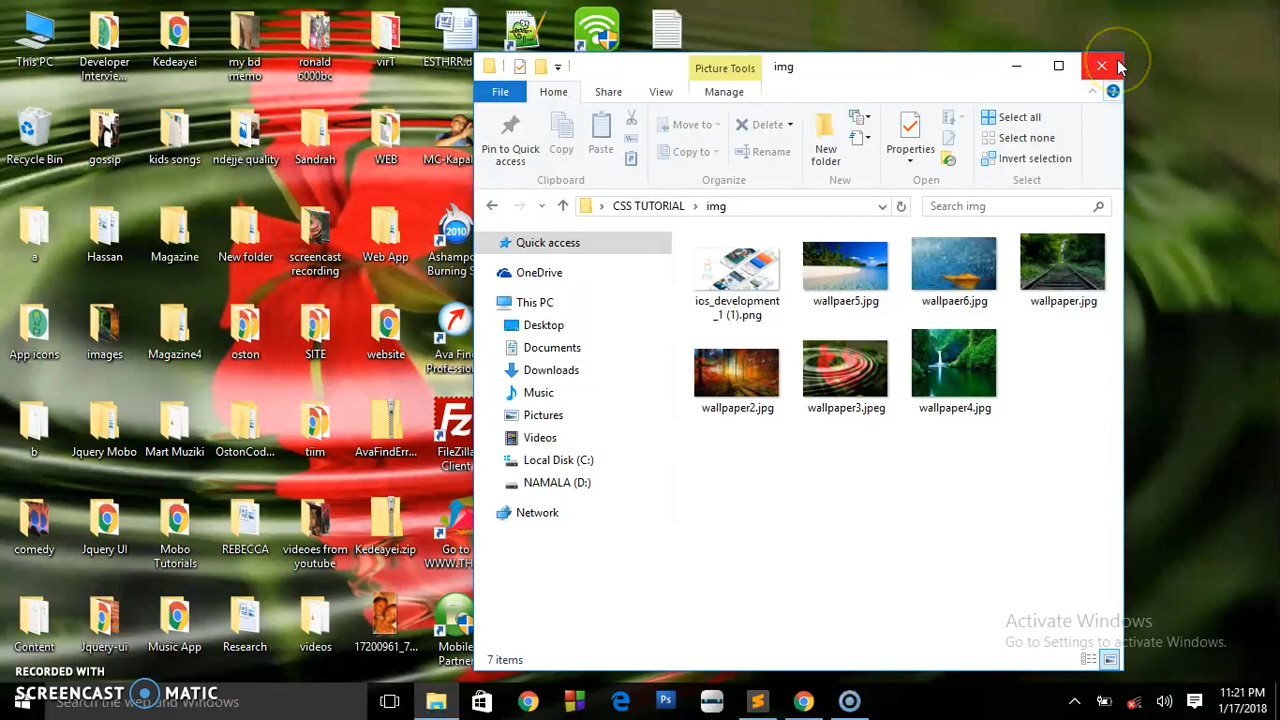 This PC
Developer Intervie...
Kedeayei
my bd memo
ronald 6000bc
virT
ESTHRR.d...
Recycle Bin
gossip
kids songs
ndejje quality
Sandrah
WEB
MC-Kapal
a
Hassan
Magazine
New folder
screencast recording
Web App
Ashampoo Burning S
2010
App icons
images
Magazine4
oston
SITE
website
Ava Find Profession
b
Jquery Mobo
Mart Muziki
OstonCod...
tiim
AvaFindErr...
FileZilla Client
comedy
Jquery UI
Mobo Tutorials
REBECCA
videoes from youtube
Kedeayei.zip
Go to WWW.TH
Content
Jquery-ui
Music App
Research
videos
17200961_7...
Mobile Partner
Picture Tools
img
File
Home
Share
View
Manage
Pin to Quick access
Copy
Paste
Clipboard
Move to
Copy to
Delete
Rename
Organize
New folder
New
Properties
Open
Select all
Select none
Invert selection
Select
CSS TUTORIAL
img
Search img
Quick access
OneDrive
This PC
Desktop
Documents
Downloads
Music
Pictures
Videos
Local Disk (C:)
NAMALA (D:)
Network
ios_development_1 (1).png
wallpaer5.jpg
wallpaer6.jpg
wallpaper.jpg
wallpaper2.jpg
wallpaper3.jpeg
wallpaper4.jpg
7 items
Activate Windows
Go to Settings to activate Windows.
RECORDED WITH
SCREENCAST MATIC
Search the web and Windows
Ps
11:21 PM
1/17/2018